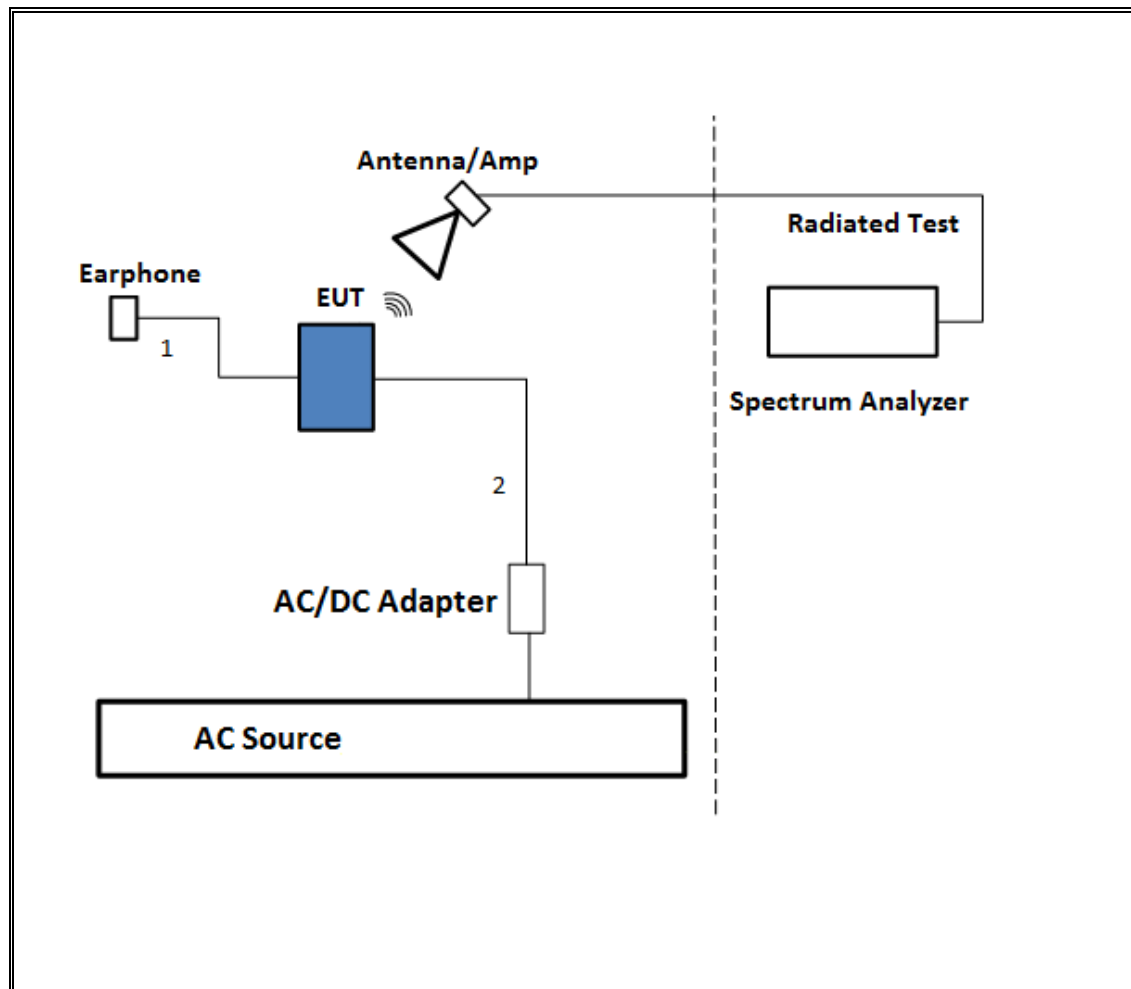 Antenna/Amp
Radiated Test
Earphone
EUT
1
Spectrum Analyzer
2
AC/DC Adapter
AC Source